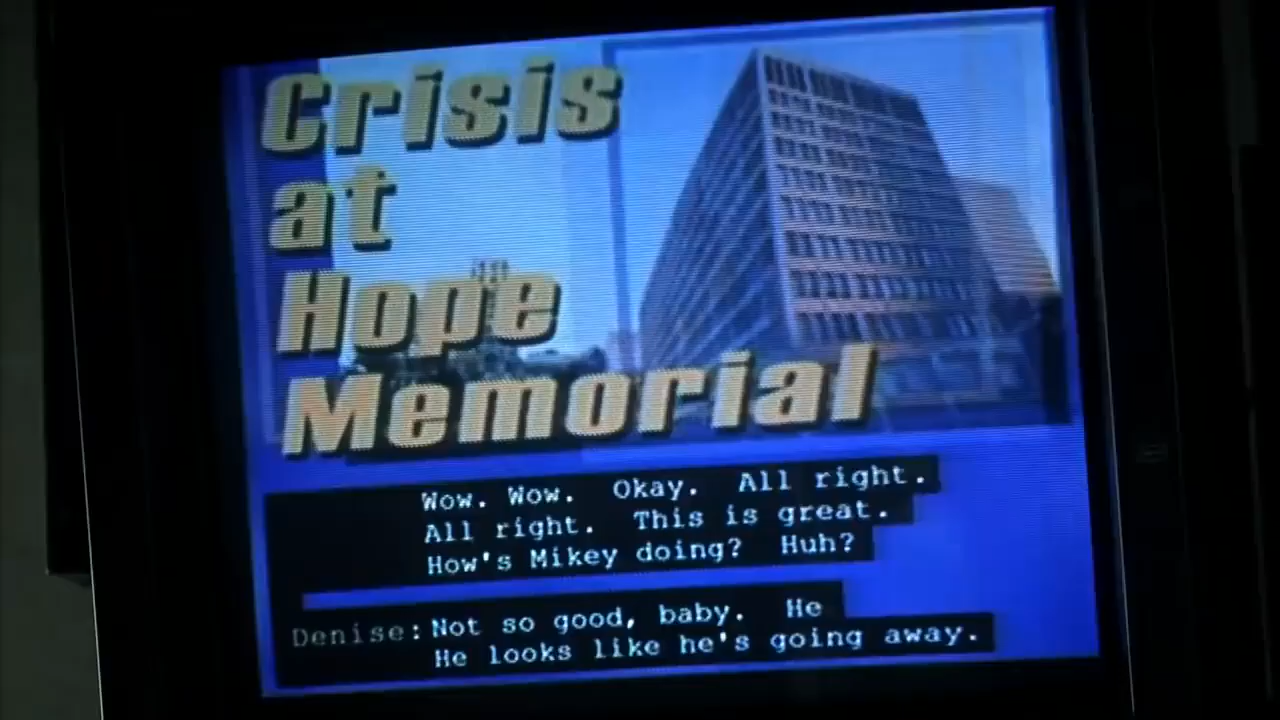 Crisis
at
Hope
Memorial
Wow. Wow. Okay. All right.
All right. This is great.
How's Mikey doing? Huh?
Denise: Not so good, baby. He
He looks like he's going away.